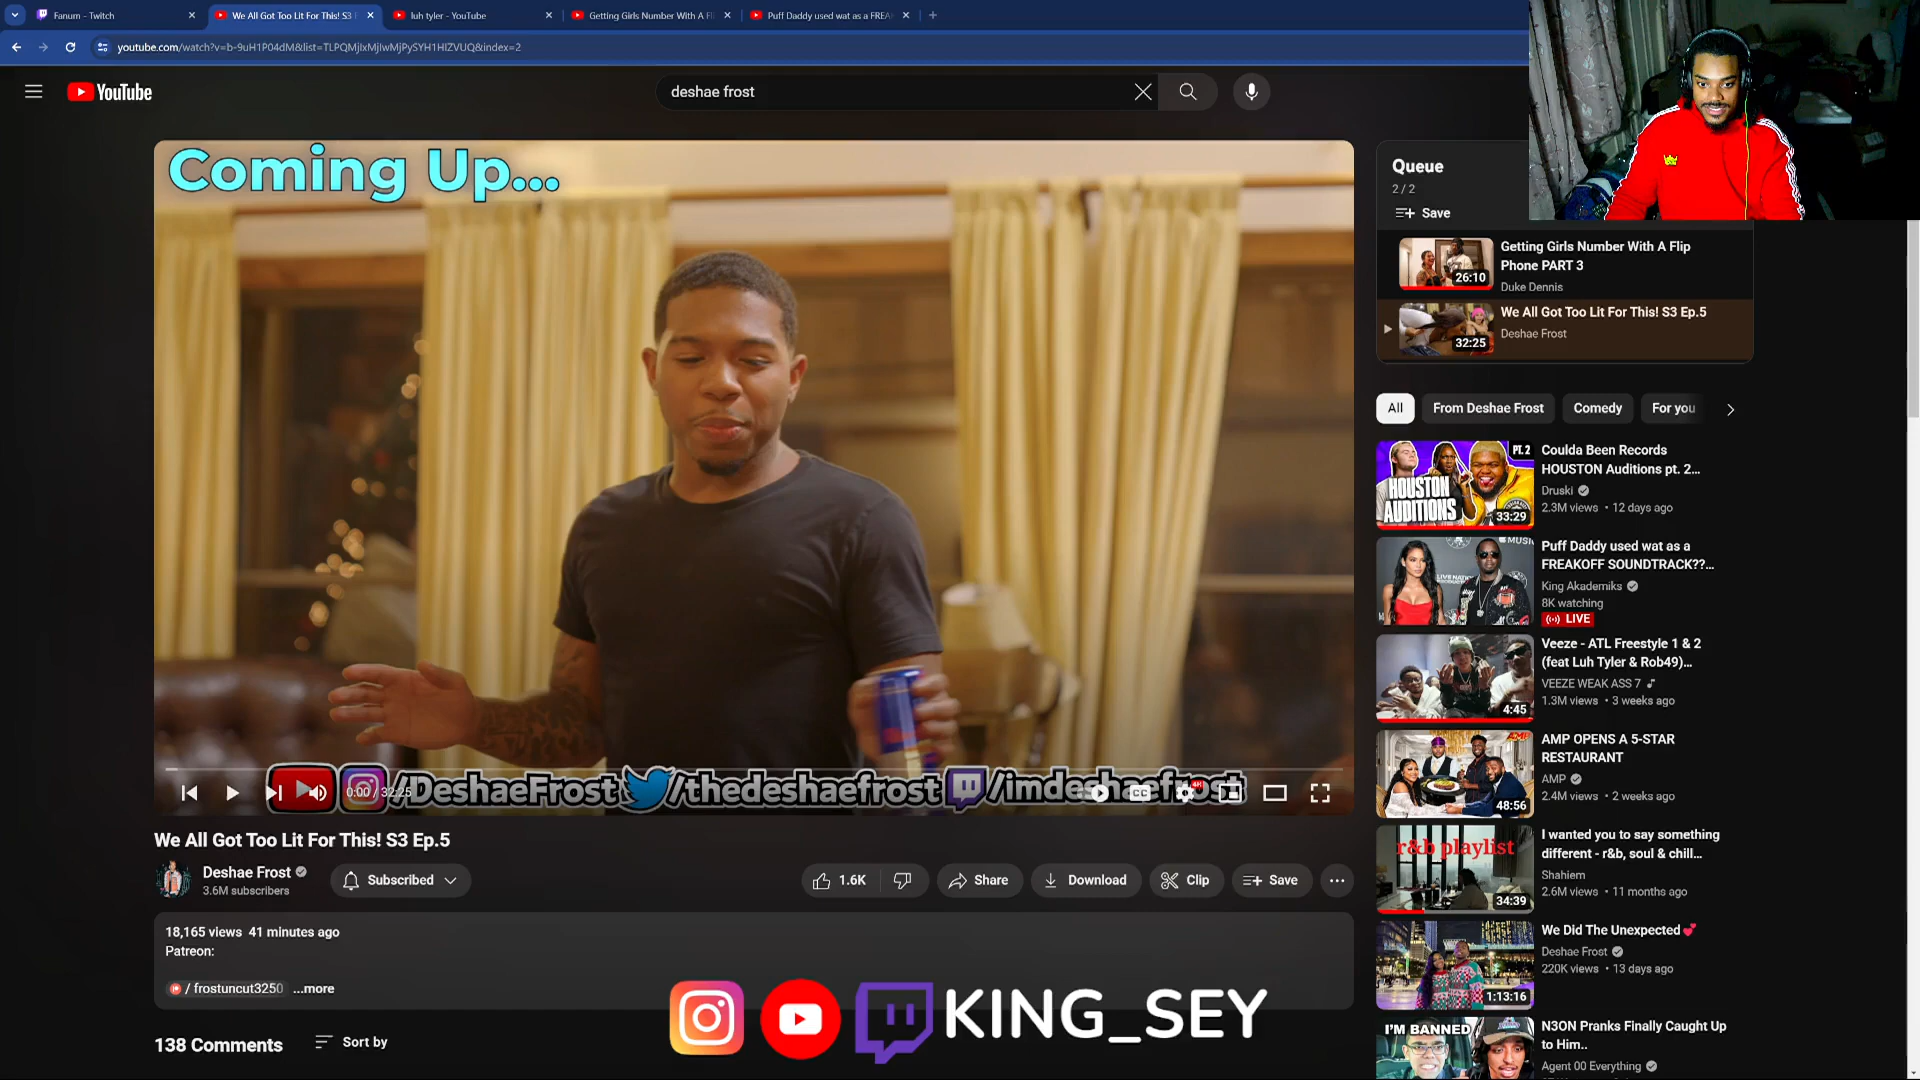 Fanum - Twitch
We All Got Too Lit For This! S3
luh tyler - YouTube
Getting Girls Number With A Fl
Puff Daddy used wat as a FREA
youtube.com/watch?v=b-9uH1P04dM&list=TLPQMjIxMjIwMjPySYH1HIZVUQ&index=2
YouTube
deshae frost
Coming Up...
/DeshaeFrost /thedeshaefrost /imdeshaefrost
0:00 / 32:25
CC
We All Got Too Lit For This! S3 Ep.5
Deshae Frost
3.6M subscribers
Subscribed
1.6K
Share
Download
Clip
Save
18,165 views 41 minutes ago
Patreon:
/ frostuncut3250 ...more
138 Comments
Sort by
KING_SEY
Queue
2 / 2
Save
Getting Girls Number With A Flip
Phone PART 3
Duke Dennis
26:10
We All Got Too Lit For This! S3 Ep.5
Deshae Frost
32:25
All
From Deshae Frost
Comedy
For you
PT.2
HOUSTON
AUDITIONS
33:29
Coulda Been Records
HOUSTON Auditions pt. 2...
Druski
2.3M views • 12 days ago
Puff Daddy used wat as a
FREAKOFF SOUNDTRACK??...
King Akademiks
8K watching
LIVE
Veeze - ATL Freestyle 1 & 2
(feat Luh Tyler & Rob49)...
VEEZE WEAK ASS 7
1.3M views • 3 weeks ago
4:45
AMP OPENS A 5-STAR
RESTAURANT
AMP
2.4M views • 2 weeks ago
AMP
48:56
r&b playlist
34:39
I wanted you to say something
different - r&b, soul & chill...
Shahiem
2.6M views • 11 months ago
We Did The Unexpected
Deshae Frost
220K views • 13 days ago
1:13:16
I'M BANNED
N3ON Pranks Finally Caught Up
to Him..
Agent 00 Everything